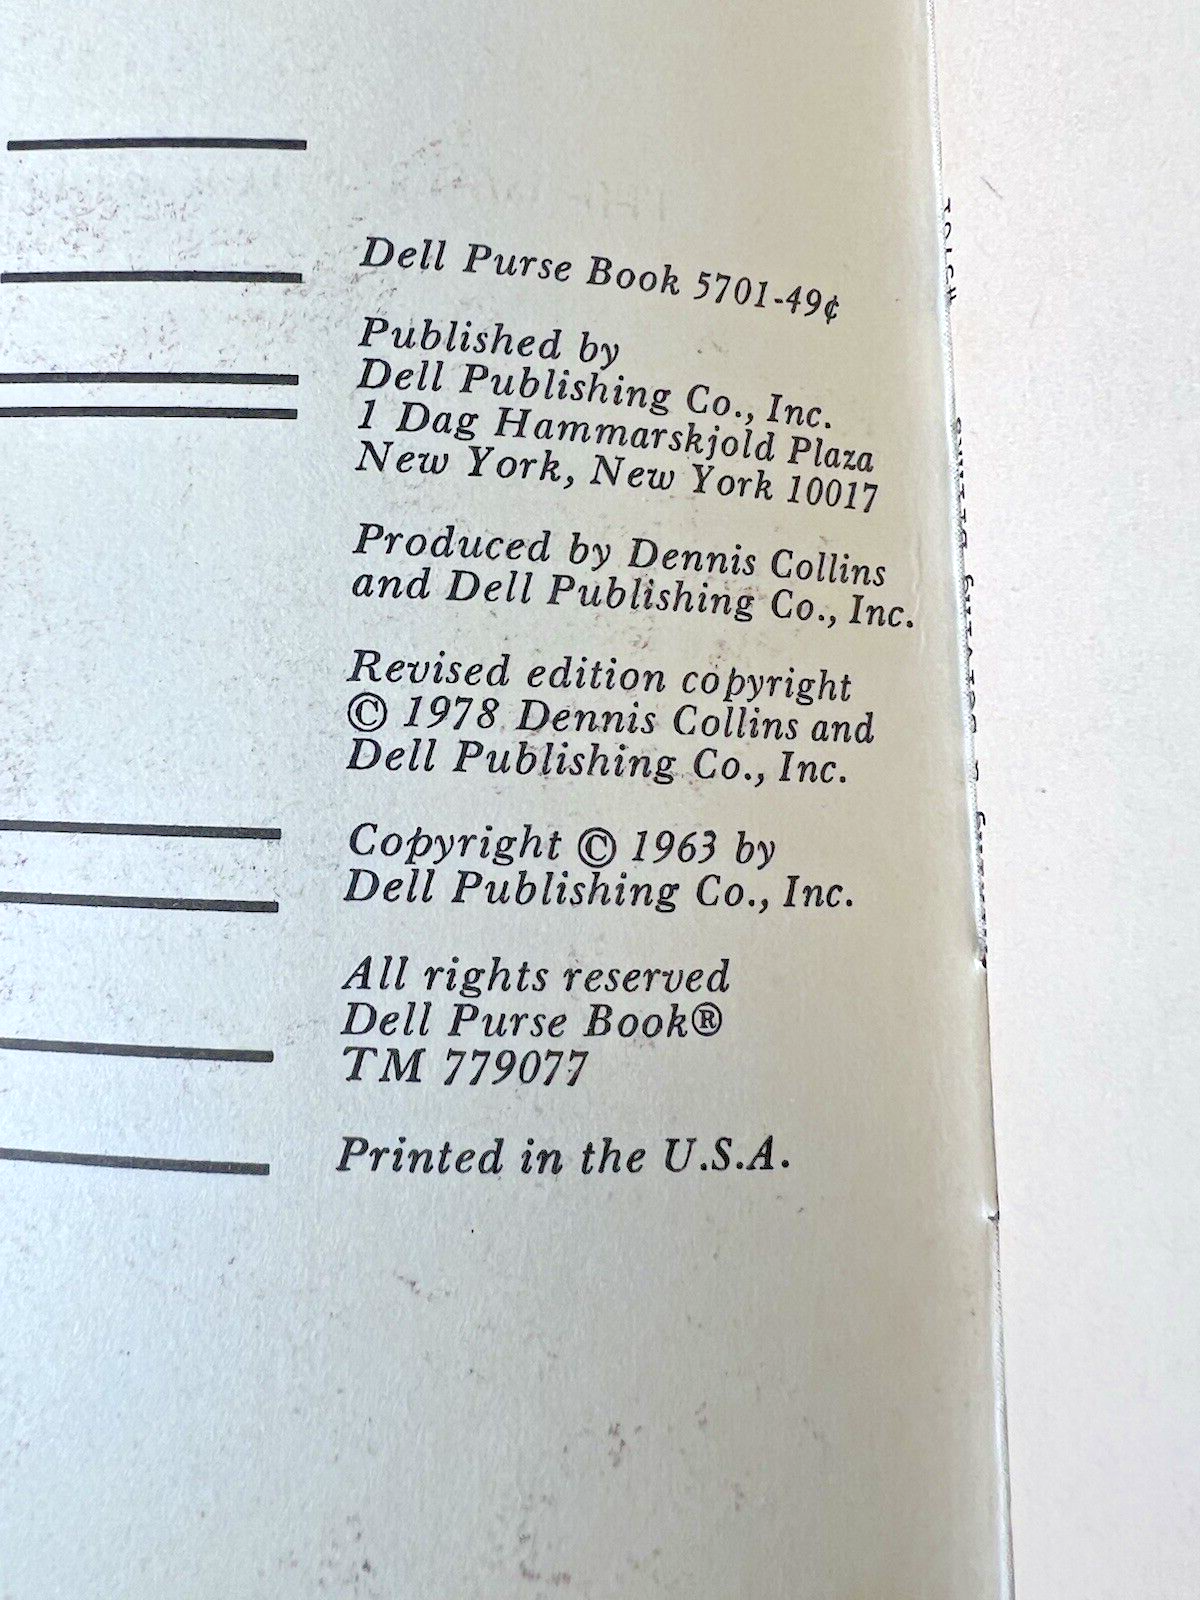 Dell Purse Book 5701-49¢
Published by
Dell Publishing Co., Inc.
1 Dag Hammarskjold Plaza
New York, New York 10017
Produced by Dennis Collins
and Dell Publishing Co., Inc.
Revised edition copyright
© 1978 Dennis Collins and
Dell Publishing Co., Inc.
Copyright © 1963 by
Dell Publishing Co., Inc.
All rights reserved
Dell Purse Book®
TM 779077
Printed in the U.S.A.